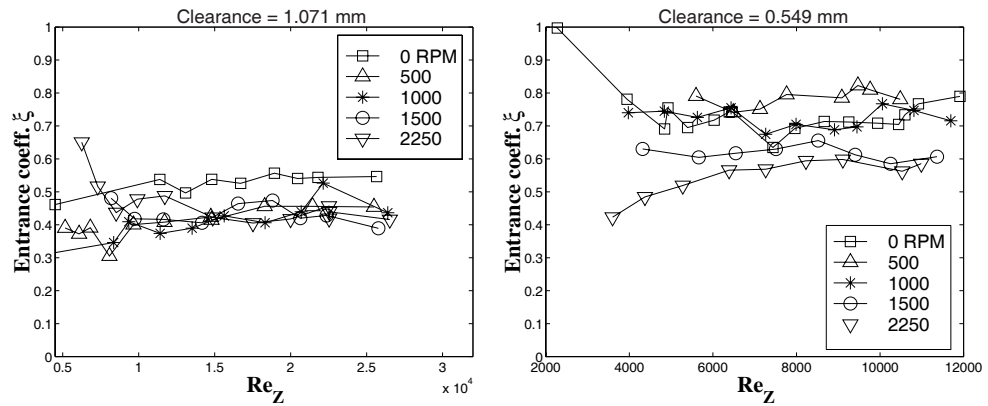 Clearance = 1.071 mm
1
0.9
0.8
0.7
0.6
0.5
0.4
0.3
0.2
0.1
0
Entrance coeff. ξ
0 RPM
500
1000
1500
2250
0.5 1 1.5 2 2.5 3
x 10⁴
Re_Z
Clearance = 0.549 mm
1
0.9
0.8
0.7
0.6
0.5
0.4
0.3
0.2
0.1
0
Entrance coeff. ξ
0 RPM
500
1000
1500
2250
2000 4000 6000 8000 10000 12000
Re_Z